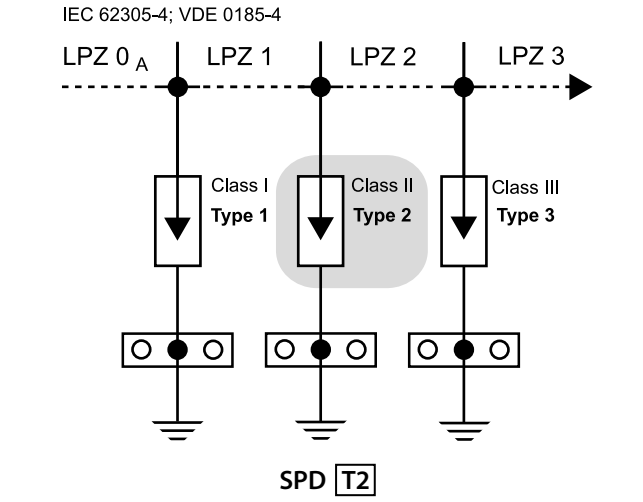 IEC 62305-4; VDE 0185-4
LPZ 0 A LPZ 1 LPZ 2 LPZ 3
Class I Class II Class III
Type 1 Type 2 Type 3
SPD T2